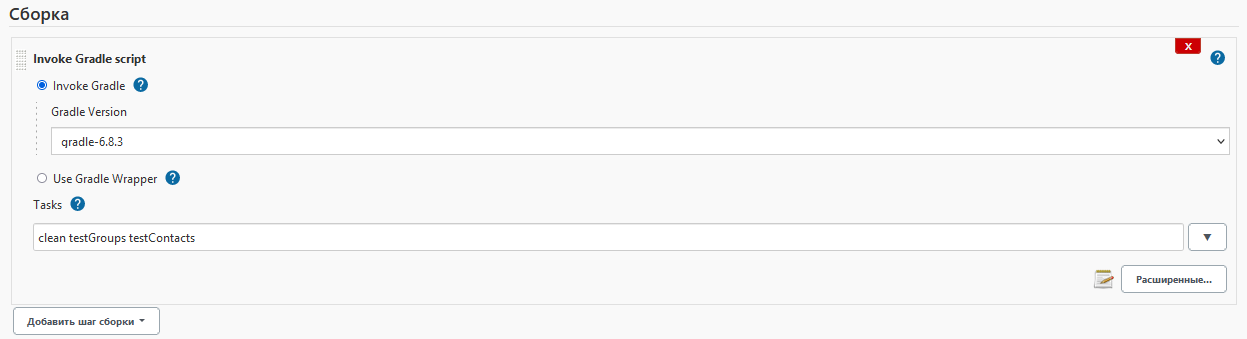 Сборка
X
Invoke Gradle script
?
Invoke Gradle ?
Gradle Version
gradle-6.8.3
Use Gradle Wrapper ?
Tasks ?
clean testGroups testContacts
Расширенные...
Добавить шаг сборки